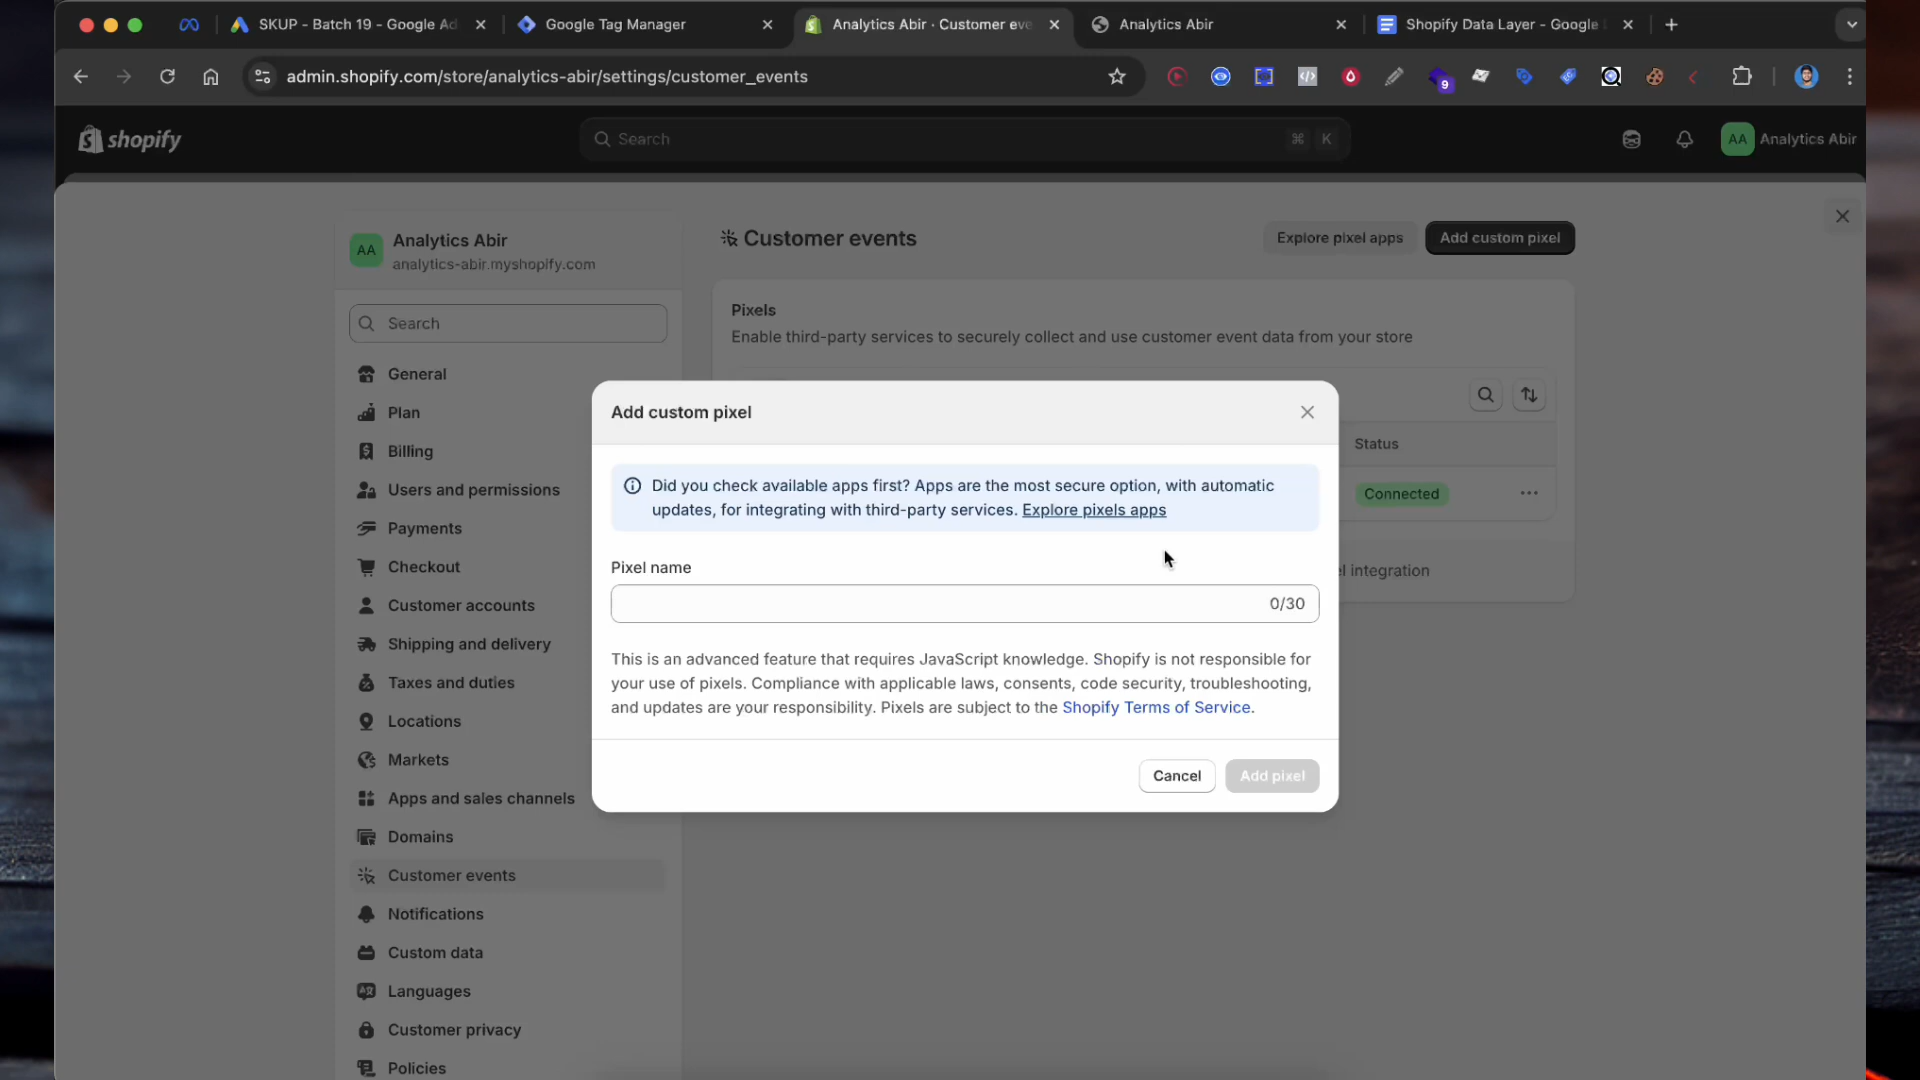 SKUP - Batch 19 - Google Ad
Google Tag Manager
Analytics Abir · Customer eve
Analytics Abir
Shopify Data Layer - Google
admin.shopify.com/store/analytics-abir/settings/customer_events
9
shopify
Search
⌘ K
AA Analytics Abir
AA
Analytics Abir
analytics-abir.myshopify.com
Search
General
Plan
Billing
Users and permissions
Payments
Checkout
Customer accounts
Shipping and delivery
Taxes and duties
Locations
Markets
Apps and sales channels
Domains
Customer events
Notifications
Custom data
Languages
Customer privacy
Policies
Customer events
Explore pixel apps
Add custom pixel
Pixels
Enable third-party services to securely collect and use customer event data from your store
Status
Connected
integration
Add custom pixel
Did you check available apps first? Apps are the most secure option, with automatic
updates, for integrating with third-party services. Explore pixels apps
Pixel name
0/30
This is an advanced feature that requires JavaScript knowledge. Shopify is not responsible for
your use of pixels. Compliance with applicable laws, consents, code security, troubleshooting,
and updates are your responsibility. Pixels are subject to the Shopify Terms of Service.
Cancel
Add pixel